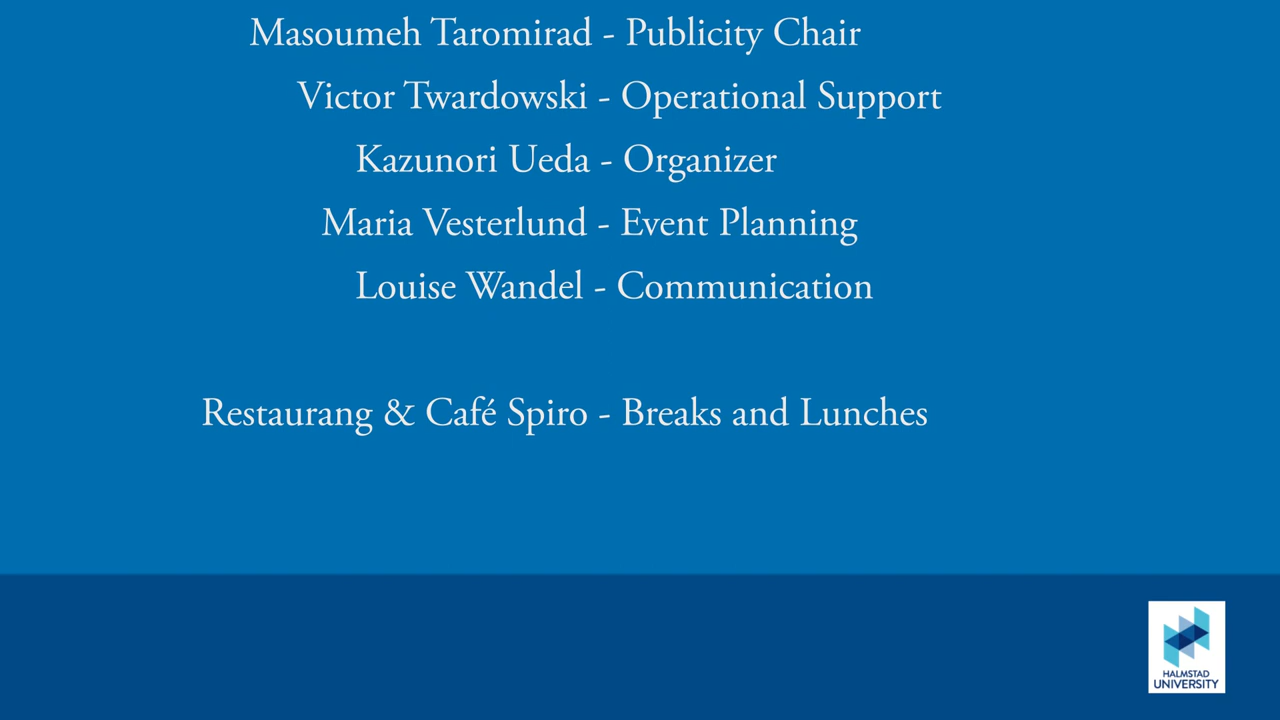 Masoumeh Taromirad - Publicity Chair
Victor Twardowski - Operational Support
Kazunori Ueda - Organizer
Maria Vesterlund - Event Planning
Louise Wandel - Communication
Restaurang & Café Spiro - Breaks and Lunches
HALMSTAD
UNIVERSITY